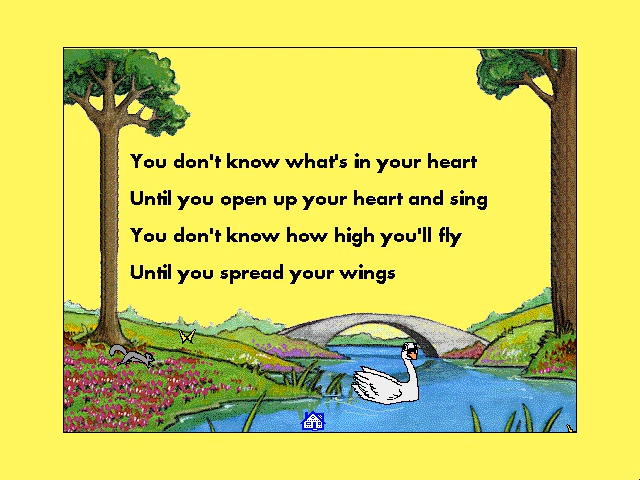 You don't know what's in your heart
Until you open up your heart and sing
You don't know how high you'll fly
Until you spread your wings